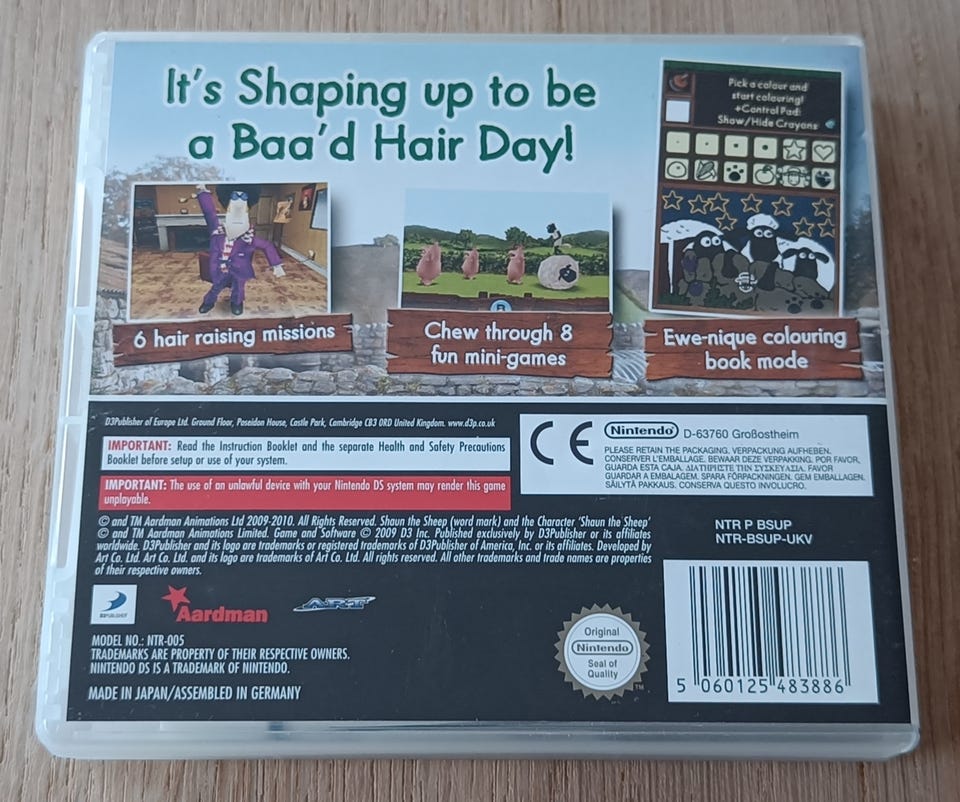 It's Shaping up to be
a Baa'd Hair Day!
Pick a colour and
start colouring!
+Control Pad:
Show/Hide Crayons
6 hair raising missions
Chew through 8
fun mini-games
Ewe-nique colouring
book mode
D3Publisher of Europe Ltd. Ground Floor, Poseidon House, Castle Park, Cambridge CB3 0RD United Kingdom. www.d3p.co.uk
IMPORTANT: Read the Instruction Booklet and the separate Health and Safety Precautions
Booklet before setup or use of your system.
IMPORTANT: The use of an unlawful device with your Nintendo DS system may render this game
unplayable.
CE
Nintendo D-63760 Großostheim
PLEASE RETAIN THE PACKAGING. VERPACKUNG AUFHEBEN.
CONSERVER L'EMBALLAGE. BEWAAR DEZE VERPAKKING. POR FAVOR,
GUARDA ESTA CAJA. ΔΙΑΤΗΡΗΣΤΕ ΤΗΝ ΣΥΣΚΕΥΑΣΙΑ. FAVOR
GUARDAR A EMBALAGEM. SPARA FÖRPACKNINGEN. GEM EMBALLAGEN.
SÄILYTÄ PAKKAUS. CONSERVA QUESTO INVOLUCRO.
© and TM Aardman Animations Ltd 2009-2010. All Rights Reserved. Shaun the Sheep (word mark) and the Character 'Shaun the Sheep'
© and TM Aardman Animations Limited. Game and Software © 2009 D3 Inc. Published exclusively by D3Publisher or its affiliates
worldwide. D3Publisher and its logo are trademarks or registered trademarks of D3Publisher of America, Inc. or its affiliates. Developed by
Art Co. Ltd. Art Co. Ltd. and its logo are trademarks of Art Co. Ltd. All rights reserved. All other trademarks and trade names are properties
of their respective owners.
NTR P BSUP
NTR-BSUP-UKV
D3PUBLISHER
Aardman
ART
MODEL NO.: NTR-005
TRADEMARKS ARE PROPERTY OF THEIR RESPECTIVE OWNERS.
NINTENDO DS IS A TRADEMARK OF NINTENDO.
MADE IN JAPAN/ASSEMBLED IN GERMANY
Original
Nintendo
Seal of
Quality
TM
5 060125 483886